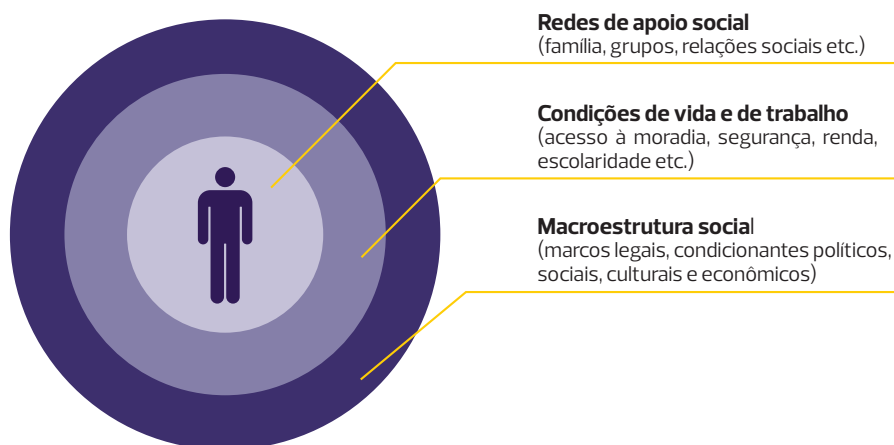 Redes de apoio social
(família, grupos, relações sociais etc.)
Condições de vida e de trabalho
(acesso à moradia, segurança, renda,
escolaridade etc.)
Macroestrutura social
(marcos legais, condicionantes políticos,
sociais, culturais e econômicos)